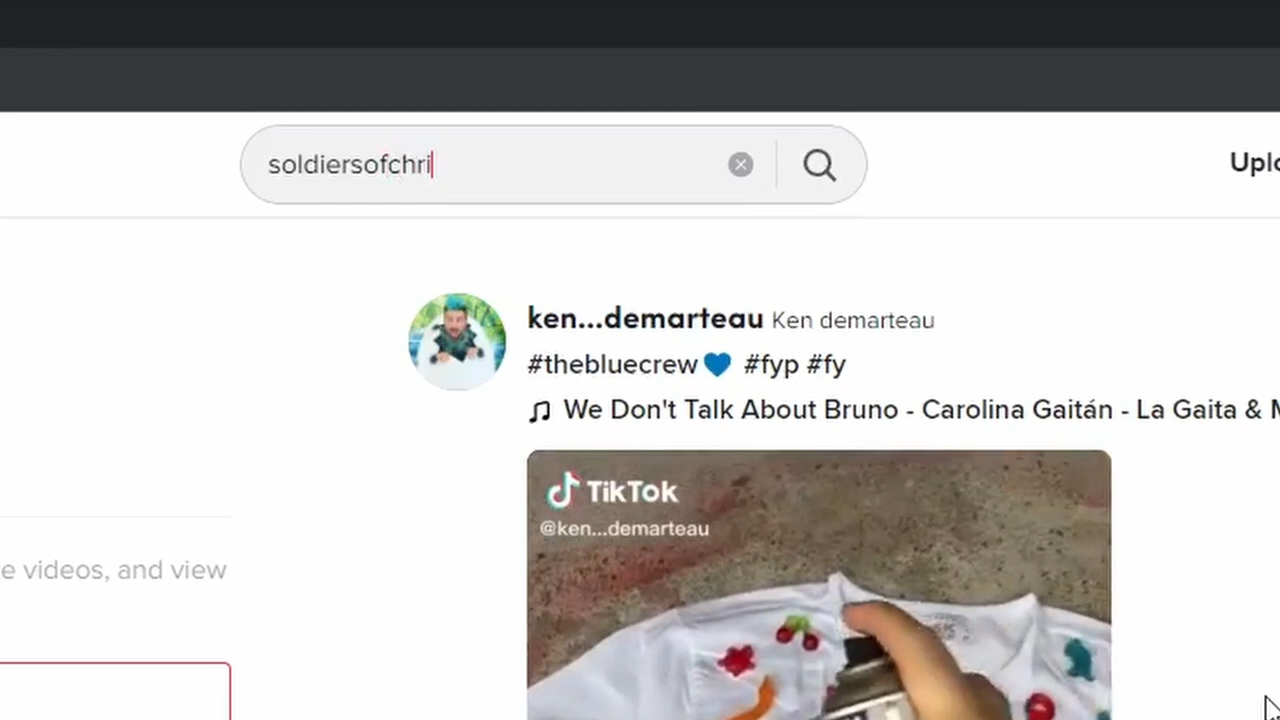 soldiersofchri
Uplo
ken...demarteau Ken demarteau
#thebluecrew💙 #fyp #fy
We Don't Talk About Bruno - Carolina Gaitán - La Gaita & M
TikTok
@ken...demarteau
e videos, and view